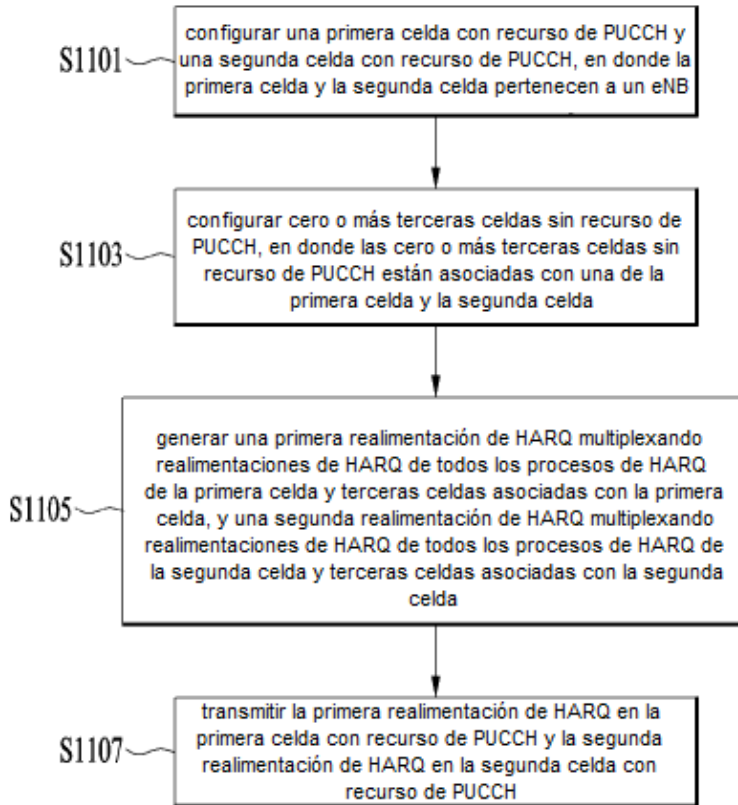 configurar una primera celda con recurso de PUCCH y
una segunda celda con recurso de PUCCH, en donde la
primera celda y la segunda celda pertenecen a un eNB
S1101
configurar cero o más terceras celdas sin recurso de
PUCCH, en donde las cero o más terceras celdas sin
recurso de PUCCH están asociadas con una de la
primera celda y la segunda celda
S1103
generar una primera realimentación de HARQ multiplexando
realimentaciones de HARQ de todos los procesos de HARQ
de la primera celda y terceras celdas asociadas con la primera
celda, y una segunda realimentación de HARQ multiplexando
realimentaciones de HARQ de todos los procesos de HARQ de
la segunda celda y terceras celdas asociadas con la segunda
celda
S1105
transmitir la primera realimentación de HARQ en la
primera celda con recurso de PUCCH y la segunda
realimentación de HARQ en la segunda celda con
recurso de PUCCH
S1107